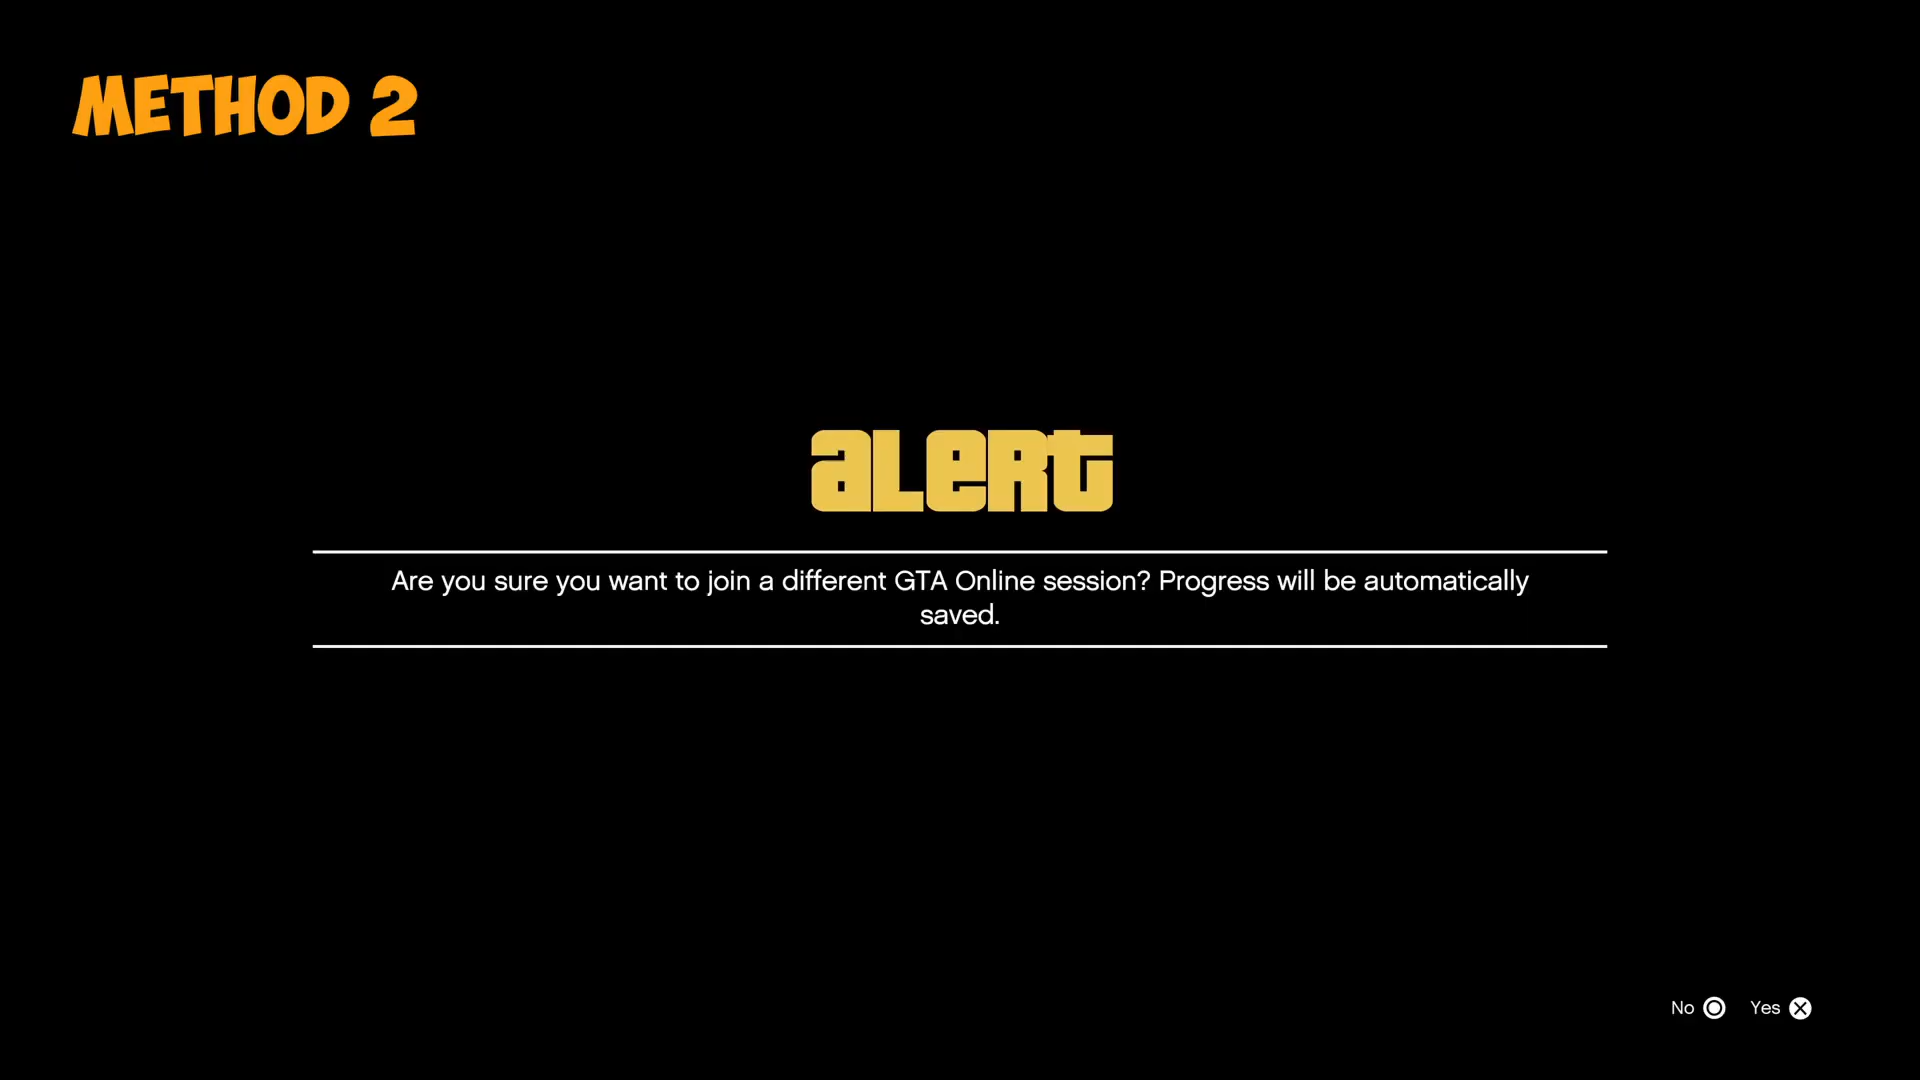 METHOD 2
aLeRt
Are you sure you want to join a different GTA Online session? Progress will be automatically
saved.
No Yes